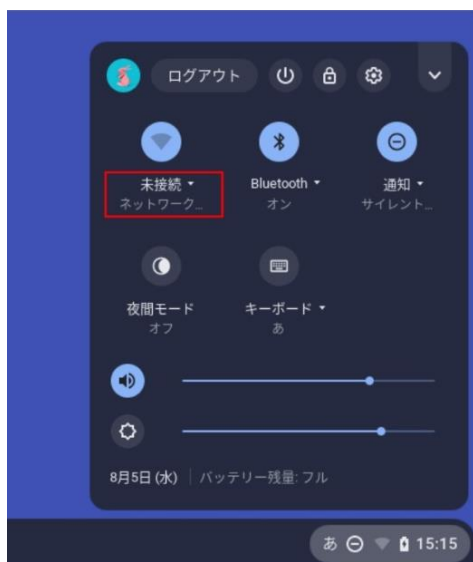 ログアウト
未接続 Bluetooth 通知
ネットワーク... オン サイレント...
夜間モード キーボード
オフ あ
8月5日 (水) バッテリー残量: フル
あ 15:15